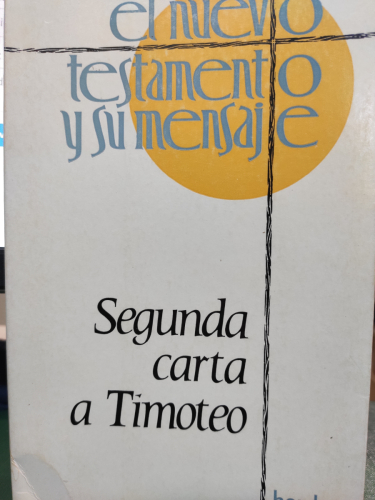 el nuevo
testamento
y su mensaje
Segunda
carta
a Timoteo